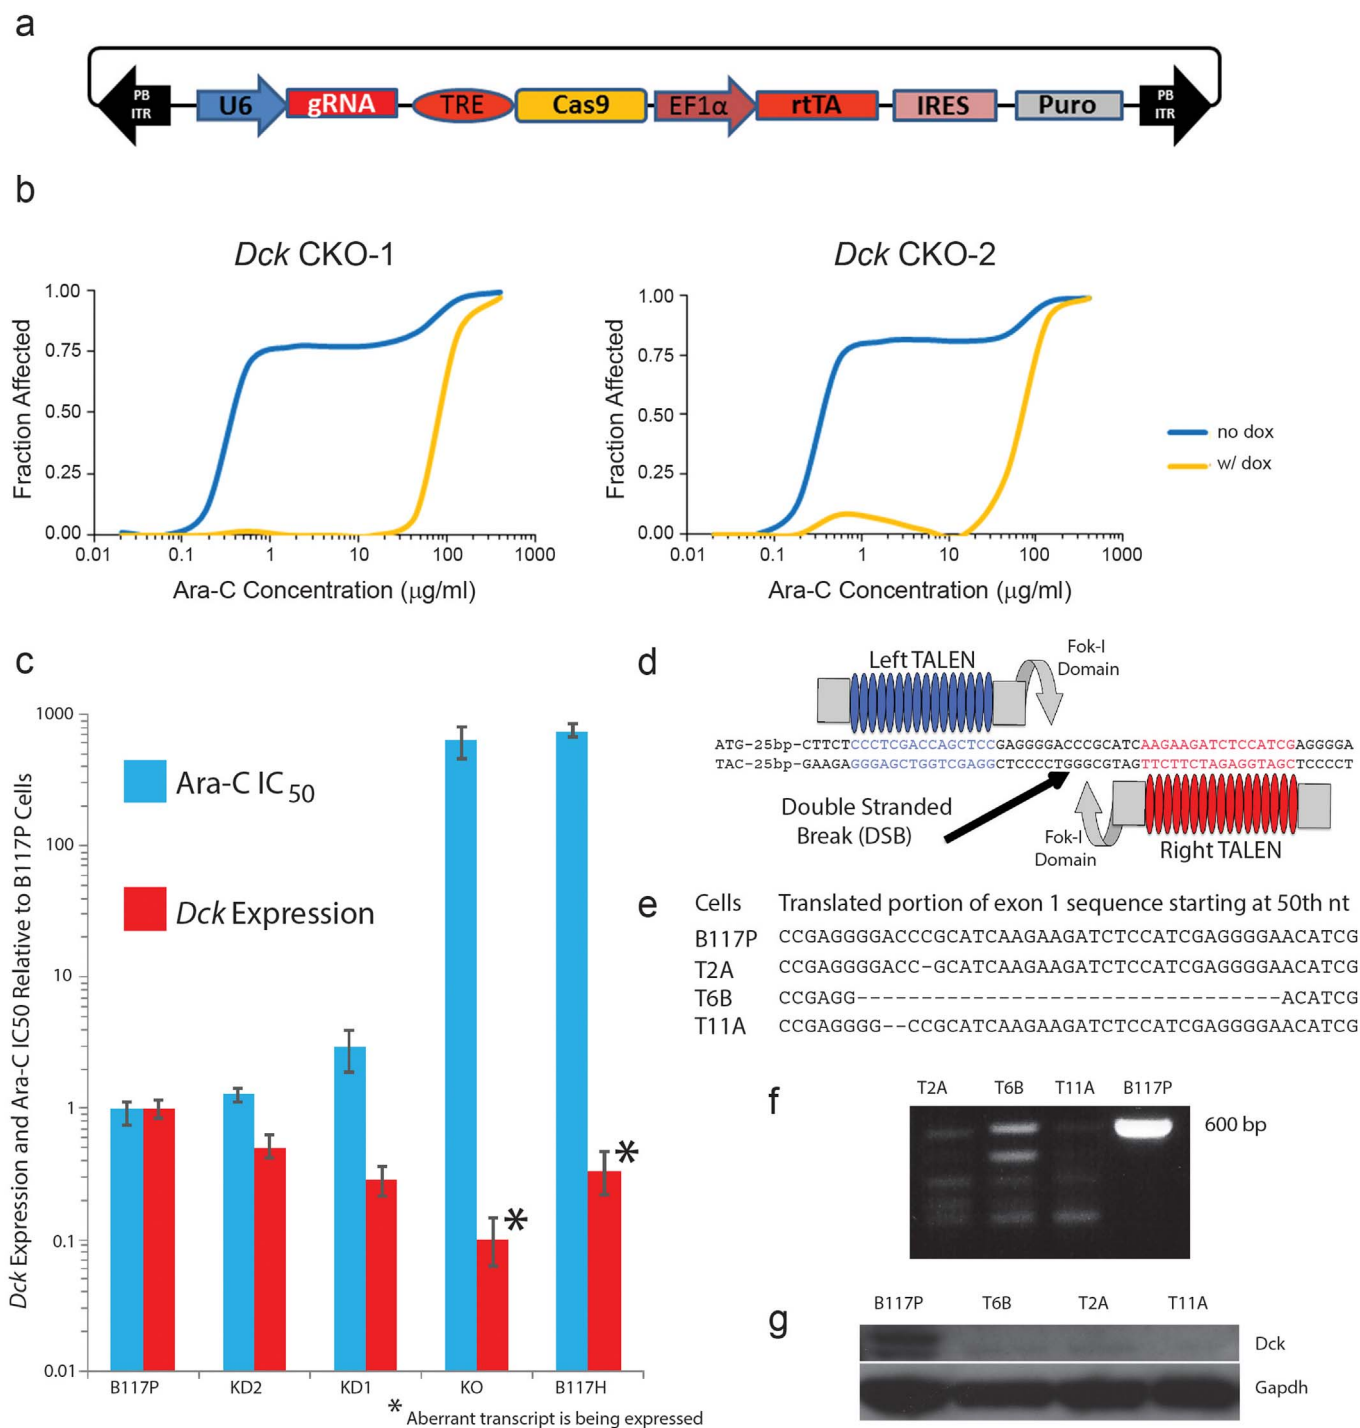 a
PB
ITR
U6
gRNA
TRE
Cas9
EF1α
rtTA
IRES
Puro
PB
ITR
b
Dck CKO-1
1.00
0.75
0.50
0.25
0.00
Fraction Affected
0.01
0.1
1
10
100
1000
Ara-C Concentration (μg/ml)
Dck CKO-2
1.00
0.75
0.50
0.25
0.00
Fraction Affected
0.01
0.1
1
10
100
1000
Ara-C Concentration (μg/ml)
no dox
w/ dox
c
Dck Expression and Ara-C IC50 Relative to B117P Cells
1000
100
10
1
0.1
0.01
Ara-C IC50
Dck Expression
*
*
B117P
KD2
KD1
KO
B117H
* Aberrant transcript is being expressed
d
Left TALEN
Fok-I
Domain
ATG-25bp-CTTCTCCCTCGACCAGCTCCGAGGGGACCCGCATCAAGAAGATCTCCATCGAGGGGA
TAC-25bp-GAAGAGGGAGCTGGTCGAGGCTCCCCTGGGCGTAGTTCTTCTAGAGGTAGCTCCCCT
Double Stranded
Break (DSB)
Fok-I
Domain
Right TALEN
e
Cells Translated portion of exon 1 sequence starting at 50th nt
B117P CCGAGGGGACCCGCATCAAGAAGATCTCCATCGAGGGGAACATCG
T2A CCGAGGGGACC-GCATCAAGAAGATCTCCATCGAGGGGAACATCG
T6B CCGAGG---------------------------------ACATCG
T11A CCGAGGGG--CCGCATCAAGAAGATCTCCATCGAGGGGAACATCG
f
T2A T6B T11A B117P
600 bp
g
B117P T6B T2A T11A
Dck
Gapdh